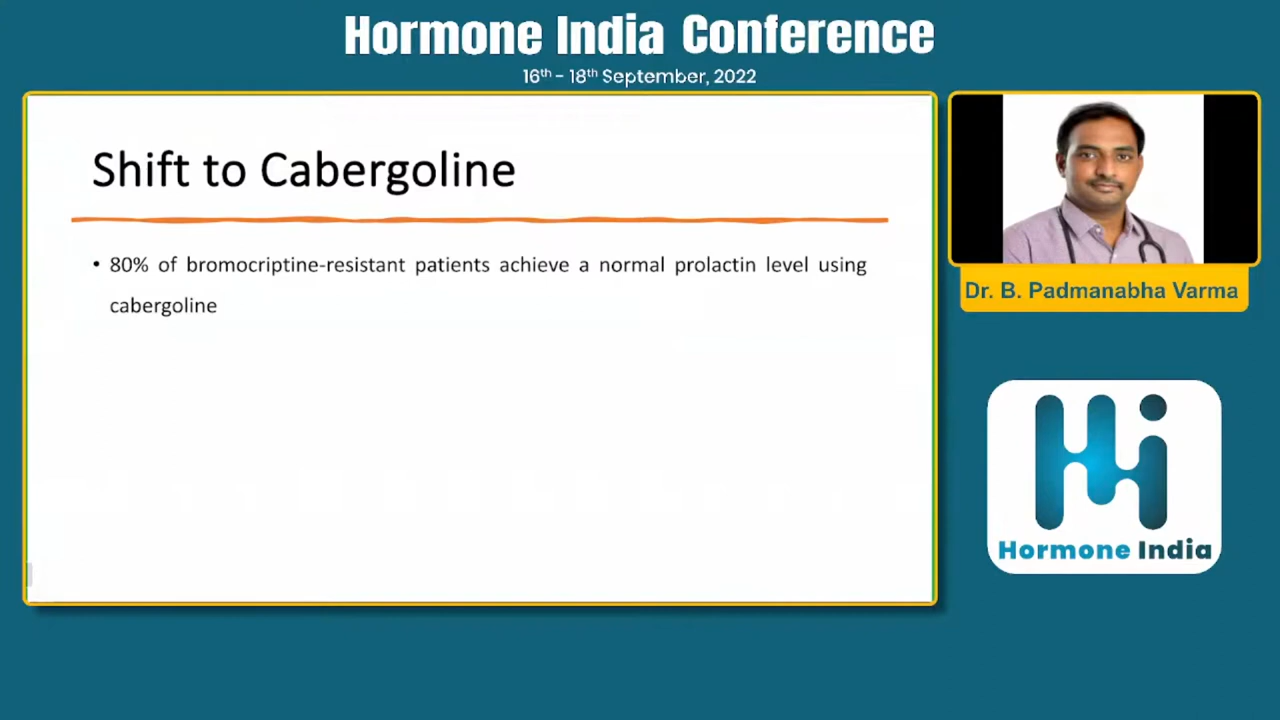 Hormone India Conference
16th - 18th September, 2022
Shift to Cabergoline
• 80% of bromocriptine-resistant patients achieve a normal prolactin level using
cabergoline
Dr. B. Padmanabha Varma
Hi
Hormone India